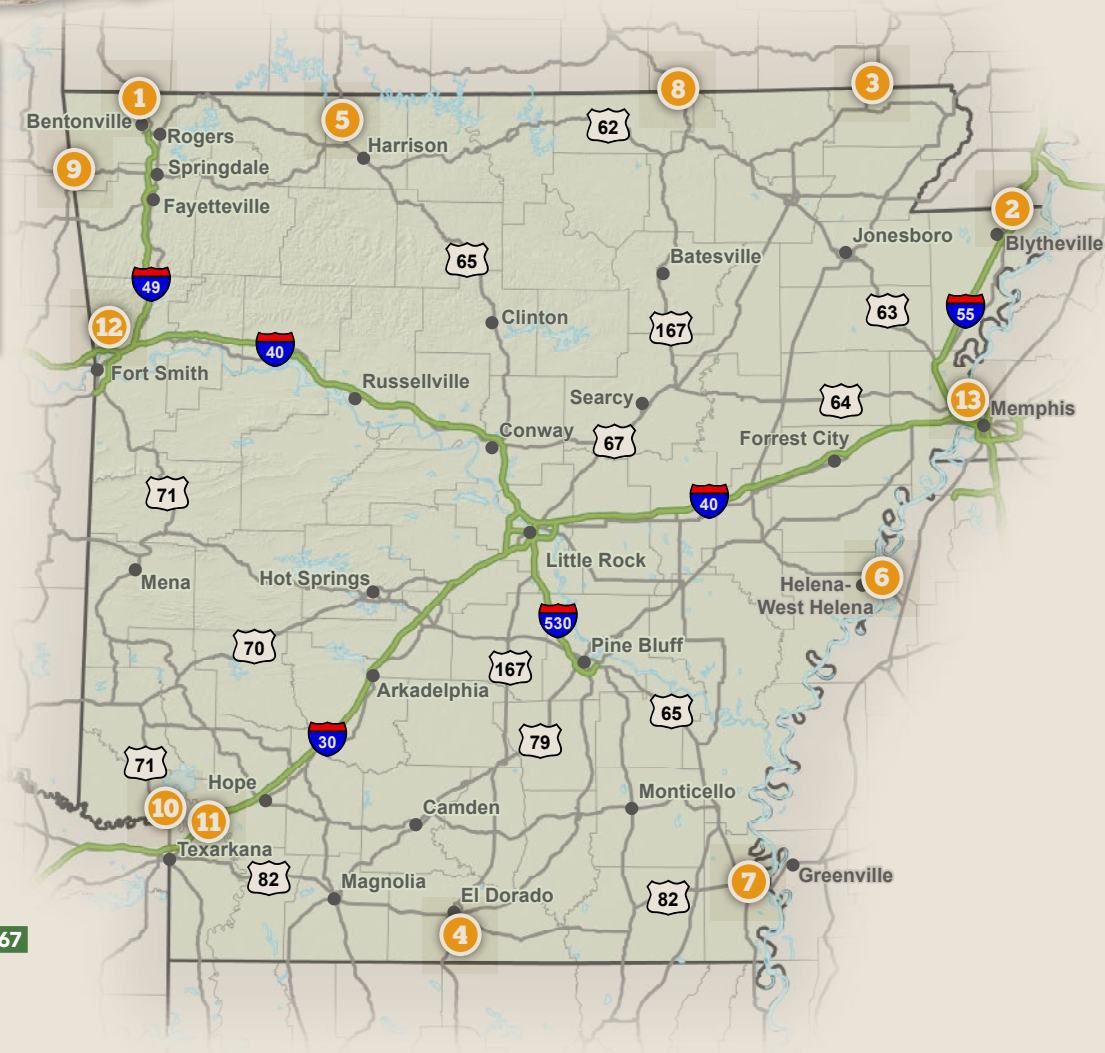 1
8
3
5
Bentonville
Rogers
62
Harrison
9
Springdale
Fayetteville
2
Blytheville
Jonesboro
65
Batesville
49
63
55
12
Clinton
167
40
Fort Smith
Russellville
Searcy
64
13
Memphis
Conway
67
Forrest City
71
40
Little Rock
Mena
Hot Springs
Helena-
West Helena
6
530
70
Pine Bluff
167
Arkadelphia
65
30
79
71
Hope
Monticello
10
11
Camden
Texarkana
82
Magnolia
El Dorado
82
7
Greenville
4
67